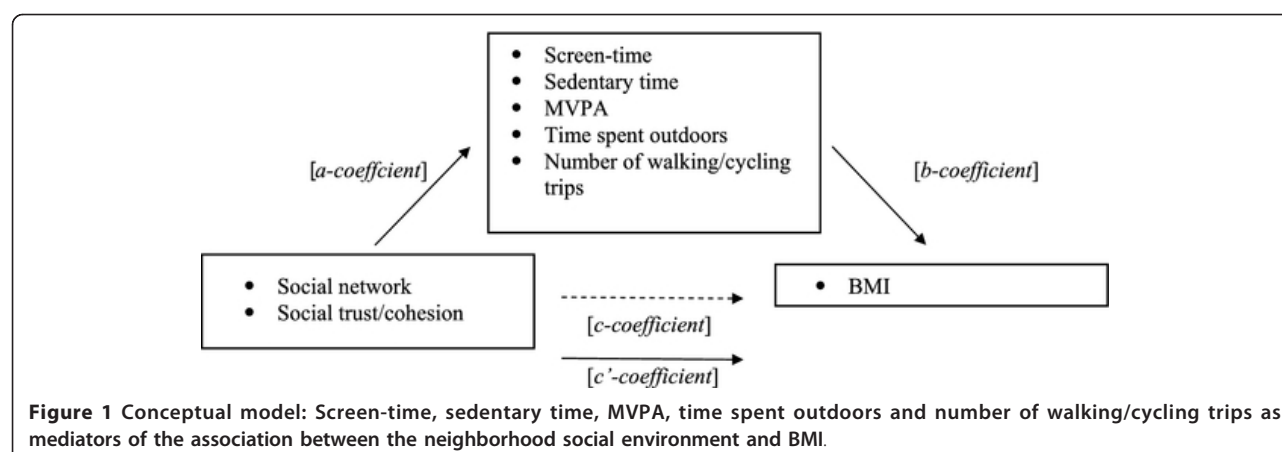 • Screen-time
• Sedentary time
• MVPA
• Time spent outdoors
• Number of walking/cycling
trips
[a-coeffcient]
[b-coefficient]
• Social network
• Social trust/cohesion
• BMI
[c-coefficient]
[c'-coefficient]
Figure 1 Conceptual model: Screen-time, sedentary time, MVPA, time spent outdoors and number of walking/cycling trips as
mediators of the association between the neighborhood social environment and BMI.